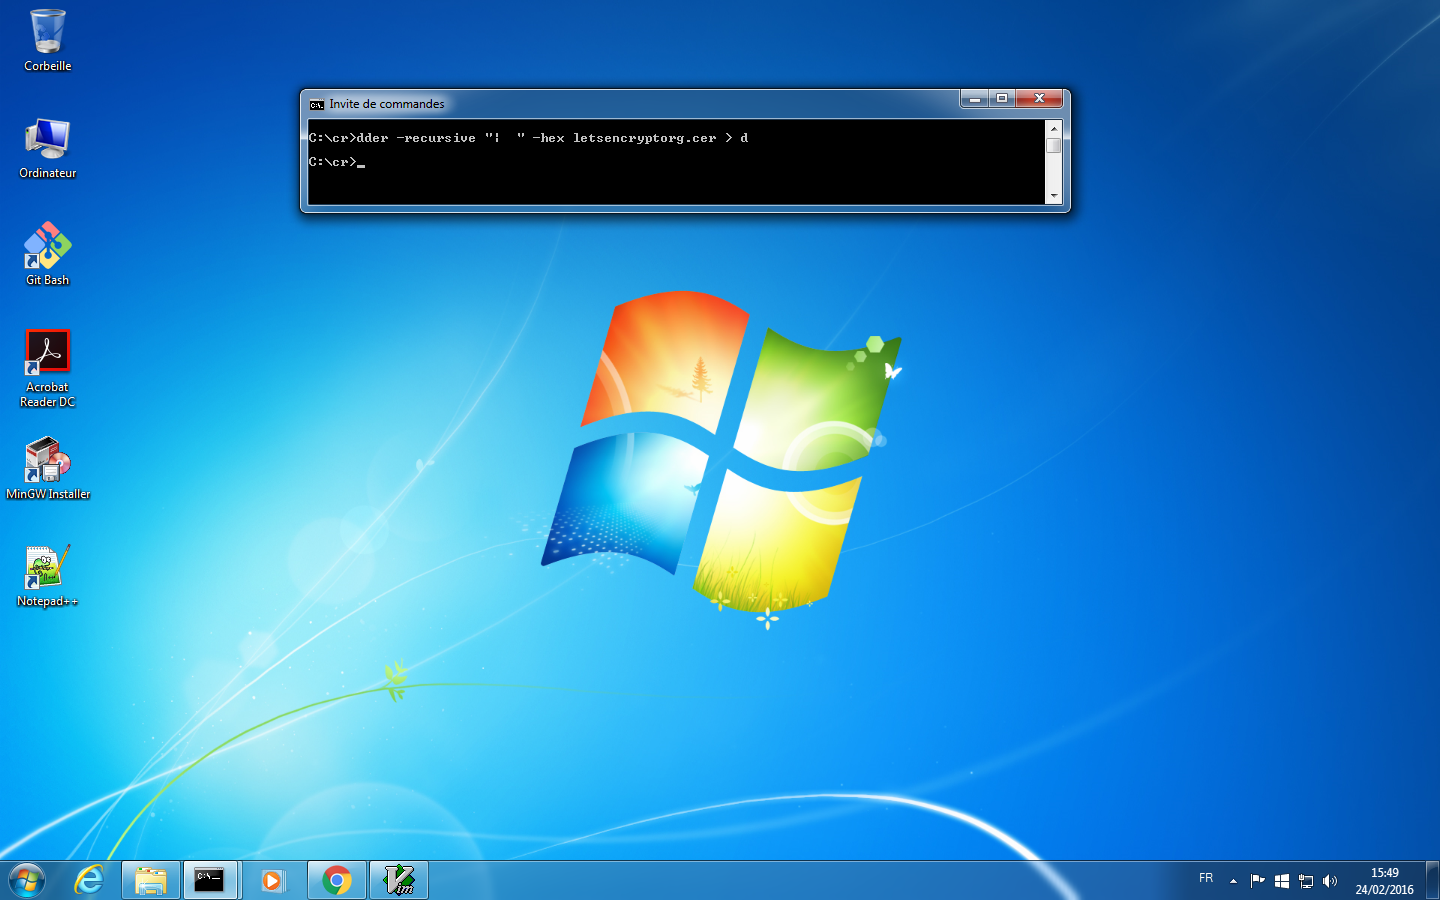 Corbeille
Ordinateur
Git Bash
Acrobat
Reader DC
MinGW Installer
Notepad++
Invite de commandes
C:\cr>dder -recursive "¦  " -hex letsencryptorg.cer > d
C:\cr>_
FR
15:49
24/02/2016